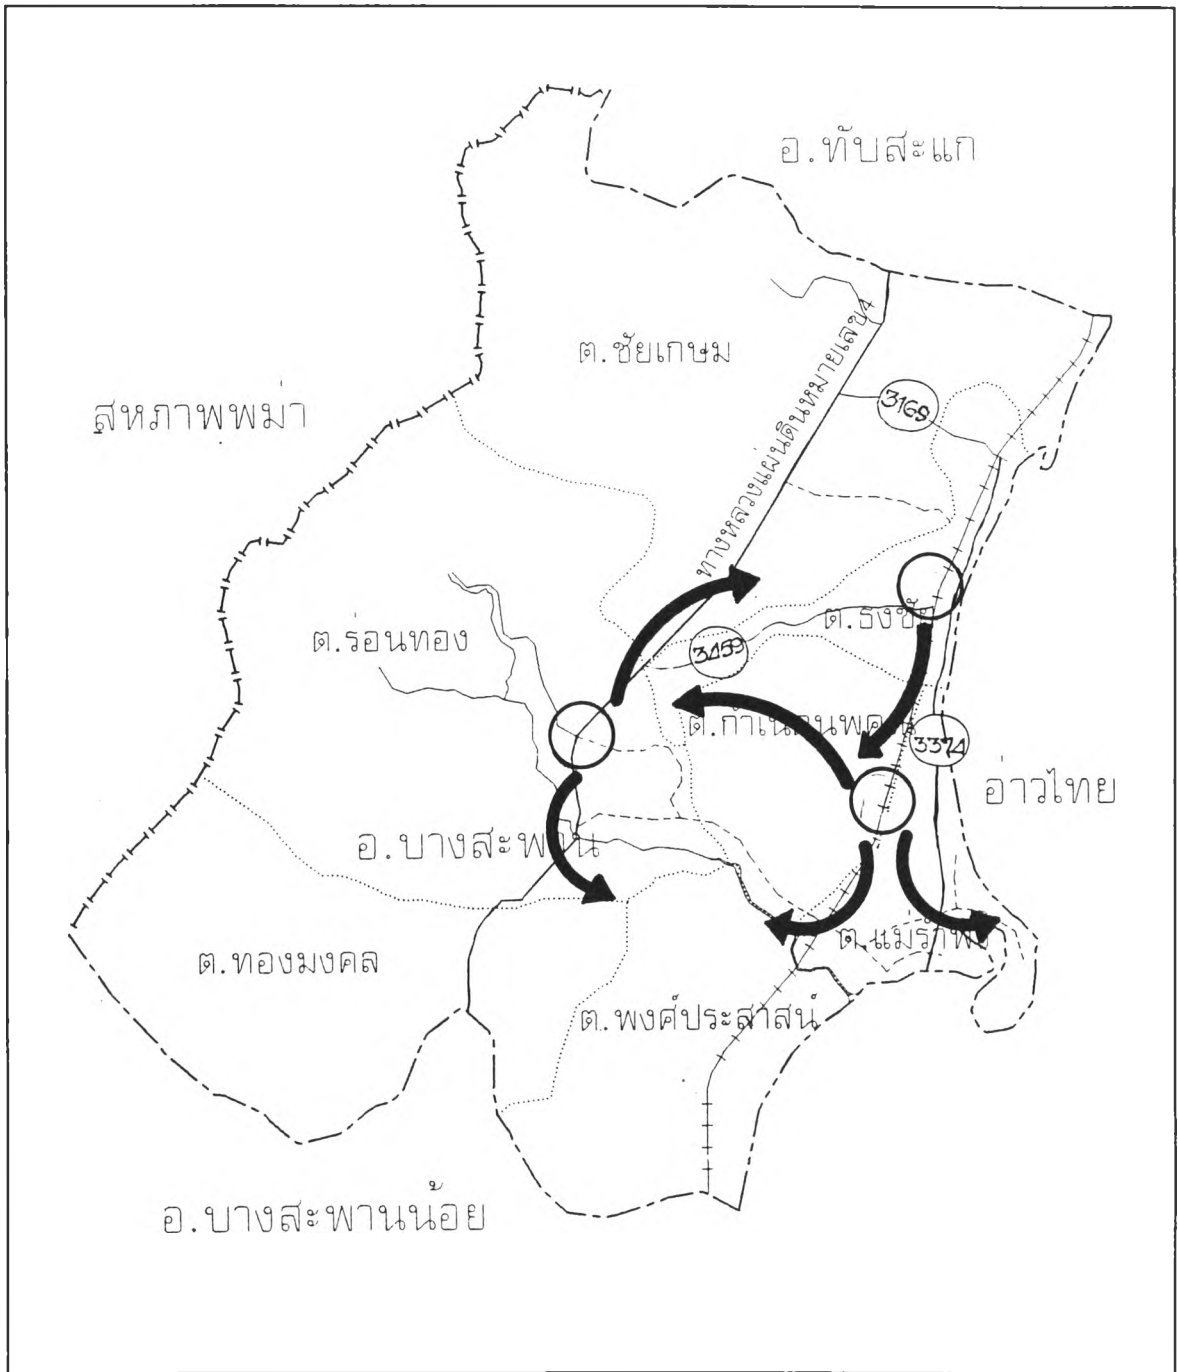 อ.ทับสะแก
ต.ชัยเกษม
ทางหลวงแผ่นดินหมายเลข4
3169
สหภาพพม่า
ต.ร่อนทอง
ต.ธงชัย
3459
ต.กำเนิดนพคุณ
3374
อ่าวไทย
อ.บางสะพาน
ต.แม่รำพึง
ต.ทองมงคล
ต.พงศ์ประสาสน์
อ.บางสะพานน้อย